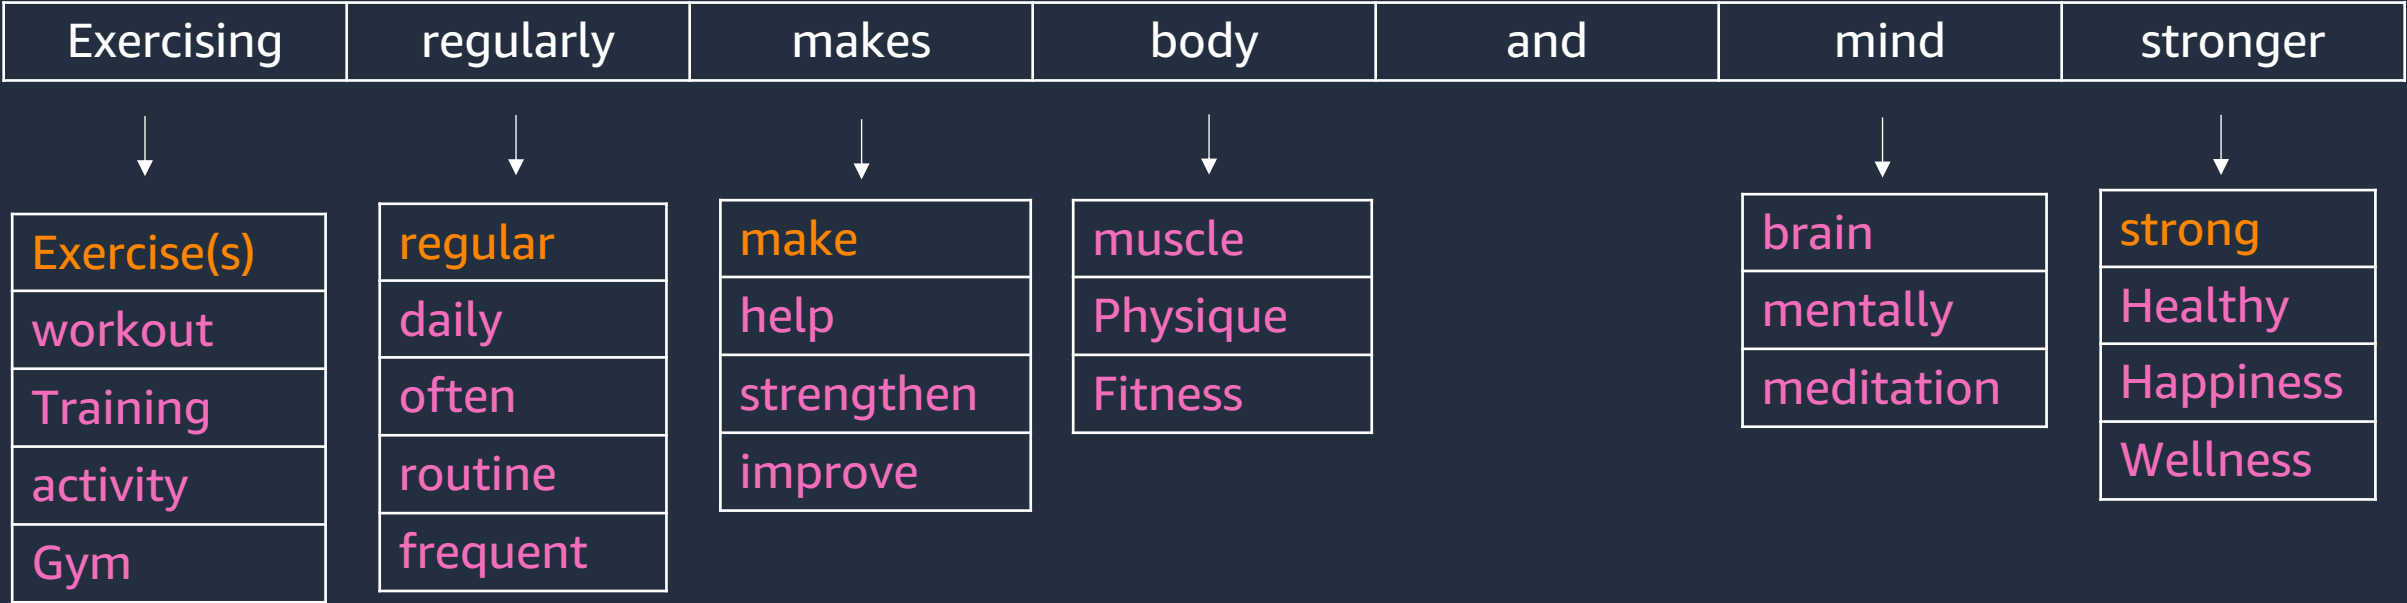 Exercising regularly makes body and mind stronger
Exercise(s)
workout
Training
activity
Gym
regular
daily
often
routine
frequent
make
help
strengthen
improve
muscle
Physique
Fitness
brain
mentally
meditation
strong
Healthy
Happiness
Wellness